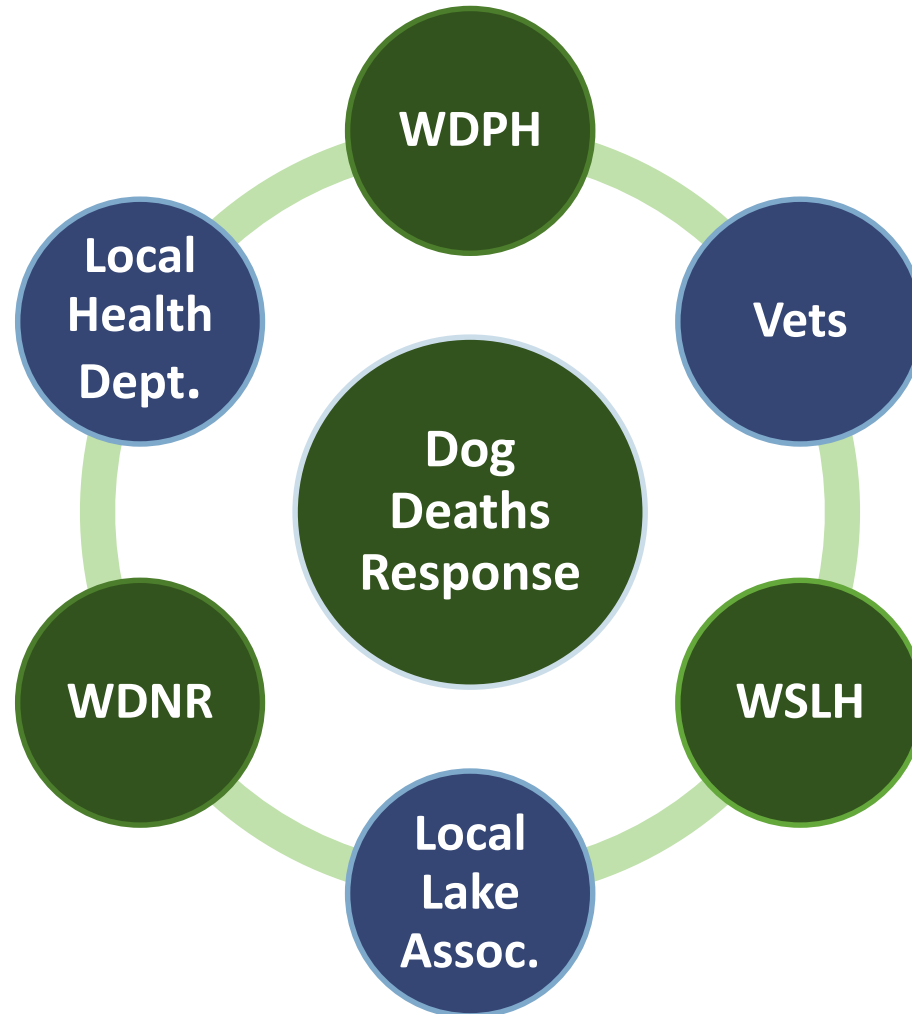 WDPH
Local
Health
Dept.
Vets
Dog
Deaths
Response
WDNR
WSLH
Local
Lake
Assoc.